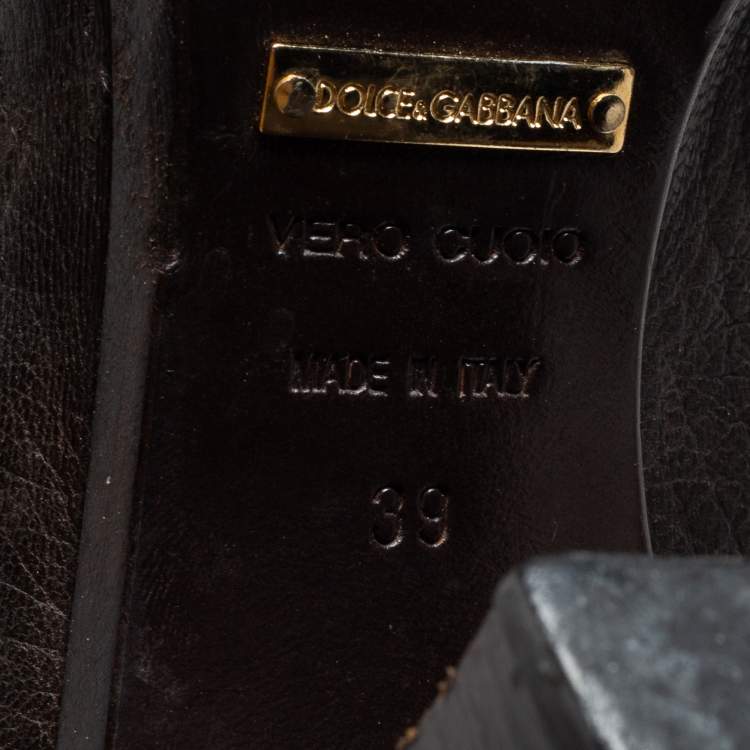 DOLCE&GABBANA
VERO CUOIO
MADE IN ITALY
39